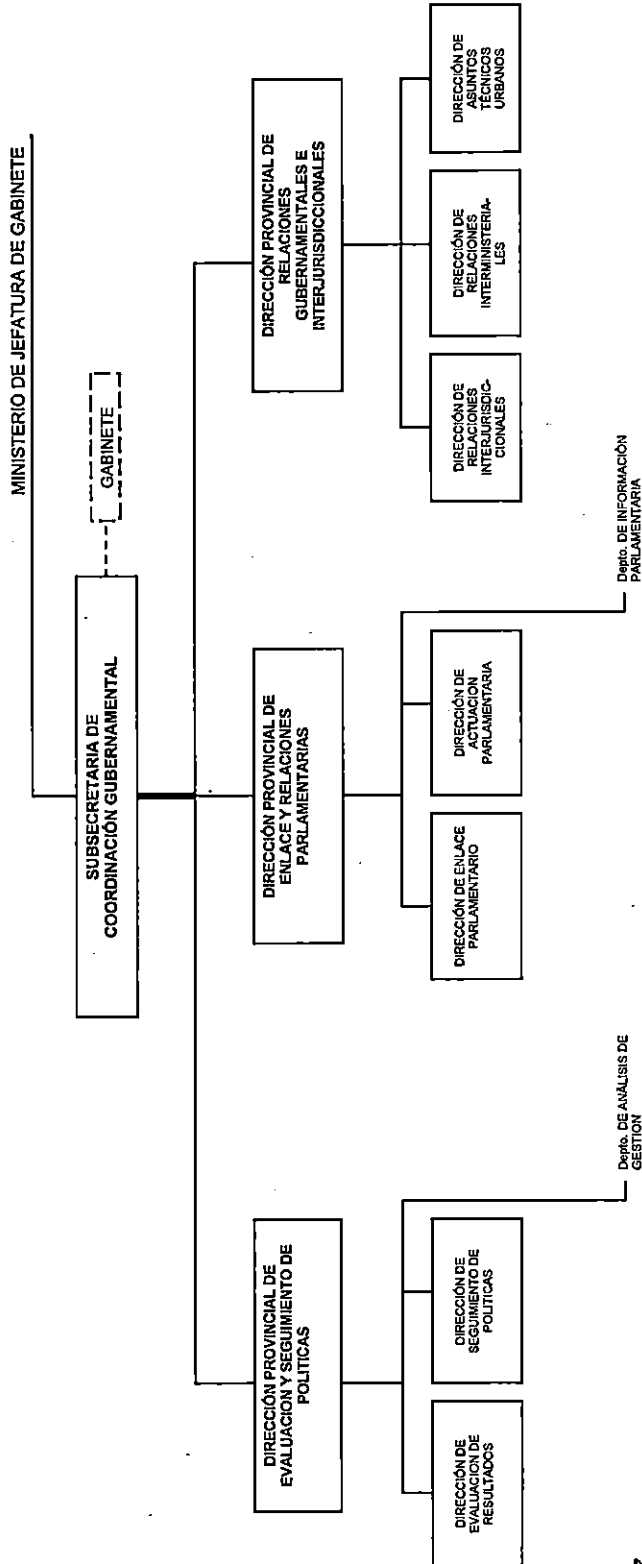 MINISTERIO DE JEFATURA DE GABINETE
SUBSECRETARIA DE
COORDINACIÓN GUBERNAMENTAL
GABINETE
DIRECCIÓN PROVINCIAL DE
EVALUACION Y SEGUIMIENTO DE
POLITICAS
DIRECCIÓN PROVINCIAL DE
ENLACE Y RELACIONES
PARLAMENTARIAS
DIRECCIÓN PROVINCIAL DE
RELACIONES
GUBERNAMENTALES E
INTERJURISDICCIONALES
DIRECCIÓN DE
EVALUACION DE
RESULTADOS
DIRECCIÓN DE
SEGUIMIENTO DE
POLITICAS
DIRECCIÓN DE ENLACE
PARLAMENTARIO
DIRECCIÓN DE
ACTUACION
PARLAMENTARIA
DIRECCIÓN DE
RELACIONES
INTERJURISDIC-
CIONALES
DIRECCIÓN DE
RELACIONES
INTERMINISTERIA-
LES
DIRECCIÓN DE
ASUNTOS
TÉCNICOS
URBANOS
Depto. DE ANÁLISIS DE
GESTION
Depto. DE INFORMACIÓN
PARLAMENTARIA